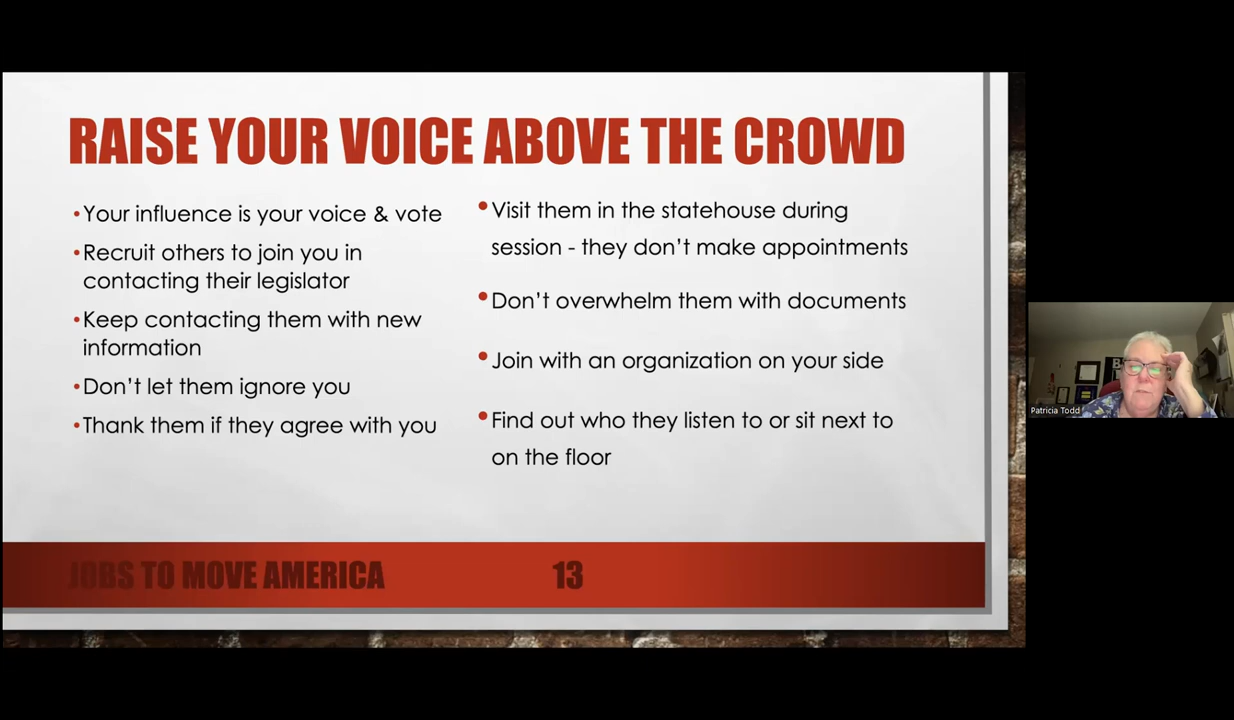 RAISE YOUR VOICE ABOVE THE CROWD
•Your influence is your voice & vote
•Recruit others to join you in
contacting their legislator
•Keep contacting them with new
information
•Don't let them ignore you
•Thank them if they agree with you
•Visit them in the statehouse during
session - they don't make appointments
•Don't overwhelm them with documents
•Join with an organization on your side
•Find out who they listen to or sit next to
on the floor
JOBS TO MOVE AMERICA
13
Patricia Todd